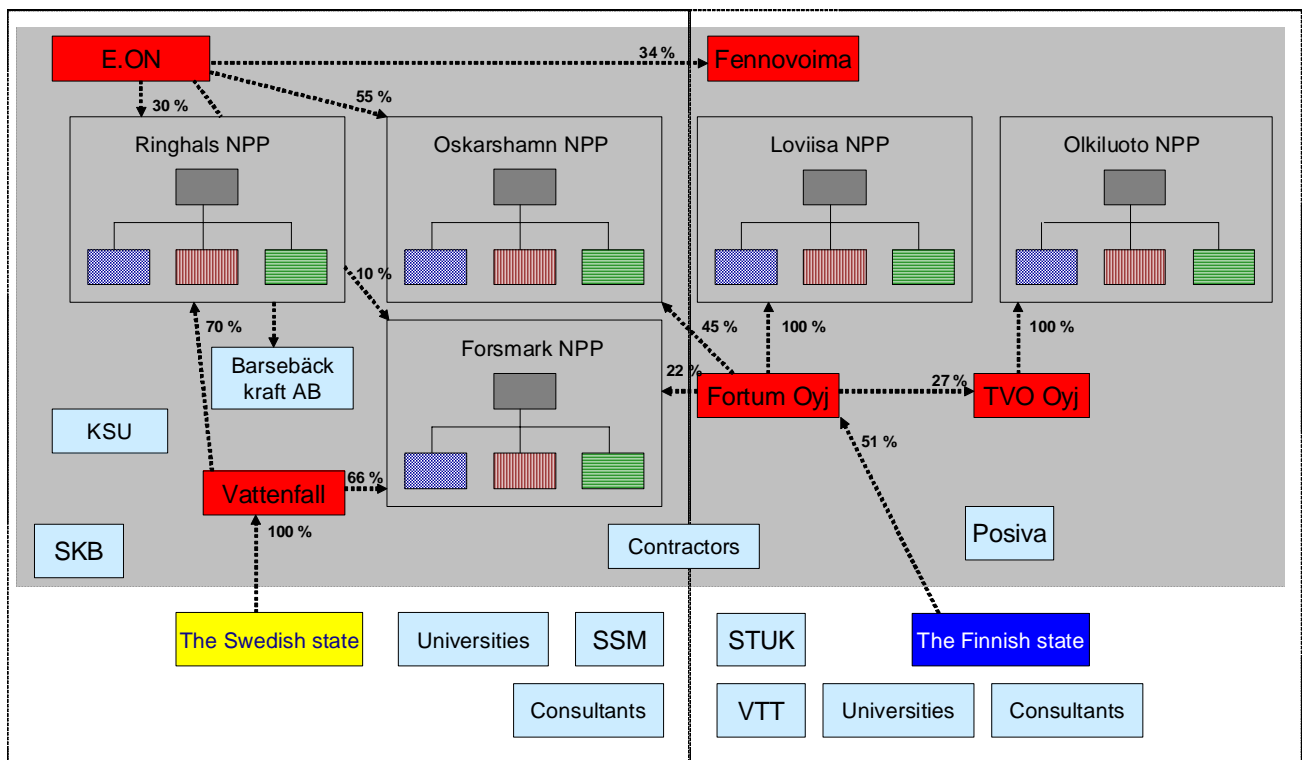 E.ON
34 %
Fennovoima
30 %
55 %
Ringhals NPP
Oskarshamn NPP
Loviisa NPP
Olkiluoto NPP
10 %
70 %
45 %
100 %
100 %
Barsebäck
kraft AB
Forsmark NPP
22 %
Fortum Oyj
27 %
TVO Oyj
KSU
51 %
Vattenfall
66 %
100 %
SKB
Contractors
Posiva
The Swedish state
Universities
SSM
STUK
The Finnish state
Consultants
VTT
Universities
Consultants